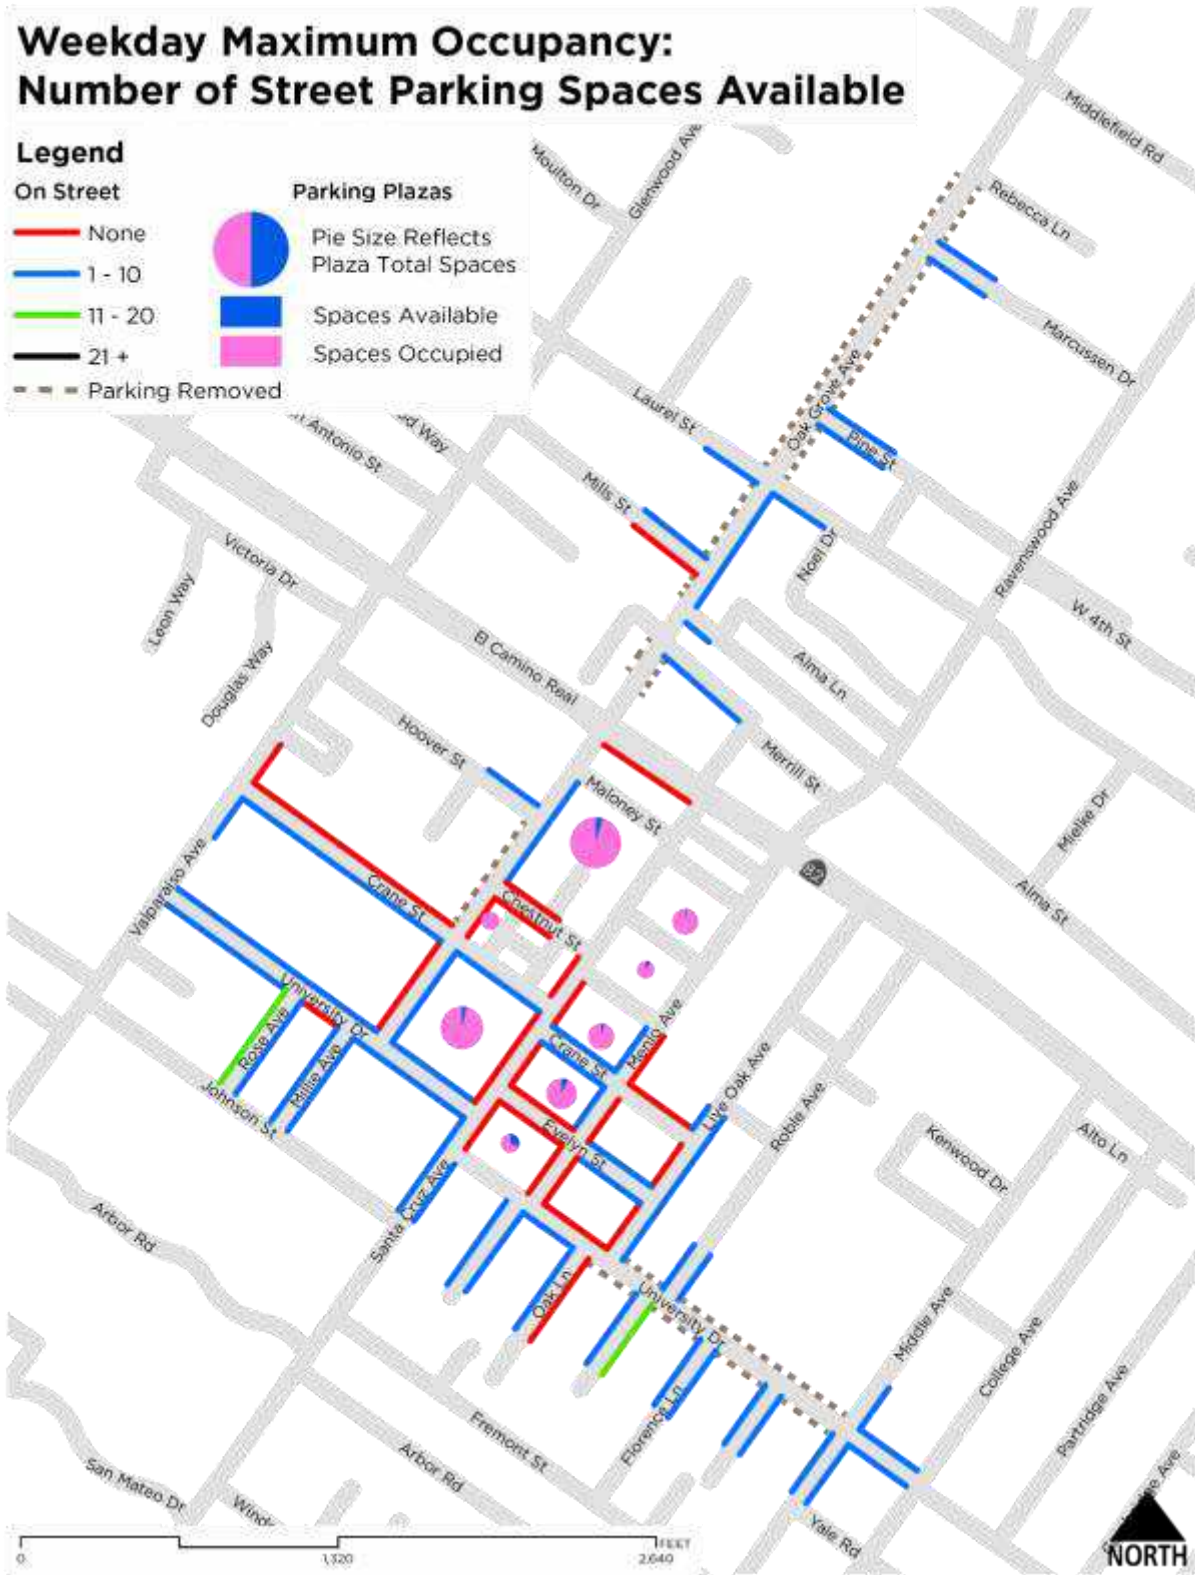 Weekday Maximum Occupancy:
Number of Street Parking Spaces Available
Legend
On Street
Parking Plazas
None
1 - 10
11 - 20
21 +
Parking Removed
Pie Size Reflects
Plaza Total Spaces
Spaces Available
Spaces Occupied
Middlefield Rd
Moulton Dr
Glenwood Ave
Rebecca Ln
Marcussen Dr
Oak Grove Ave
Laurel St
Pine St
Antonio St
Way
Mills St
Victoria Dr
Noel Dr
Ravenswood Ave
Leon Way
W 4th St
Douglas Way
El Camino Real
Alma Ln
Hoover St
Merrill St
Maloney St
Mielke Dr
82
Valparaiso Ave
Crane St
Chestnut St
Alma St
University Dr
Rose Ave
Millie Ave
Crane St
Menlo Ave
Live Oak Ave
Roble Ave
Johnson St
Evelyn St
Kenwood Dr
Alto Ln
Santa Cruz Ave
Arbor Rd
Oak Ln
University Dr
Middle Ave
College Ave
Partridge Ave
Florence Ln
Fremont St
Arbor Rd
San Mateo Dr
Yale Rd
Ave
0
1,320
2,640
FEET
NORTH